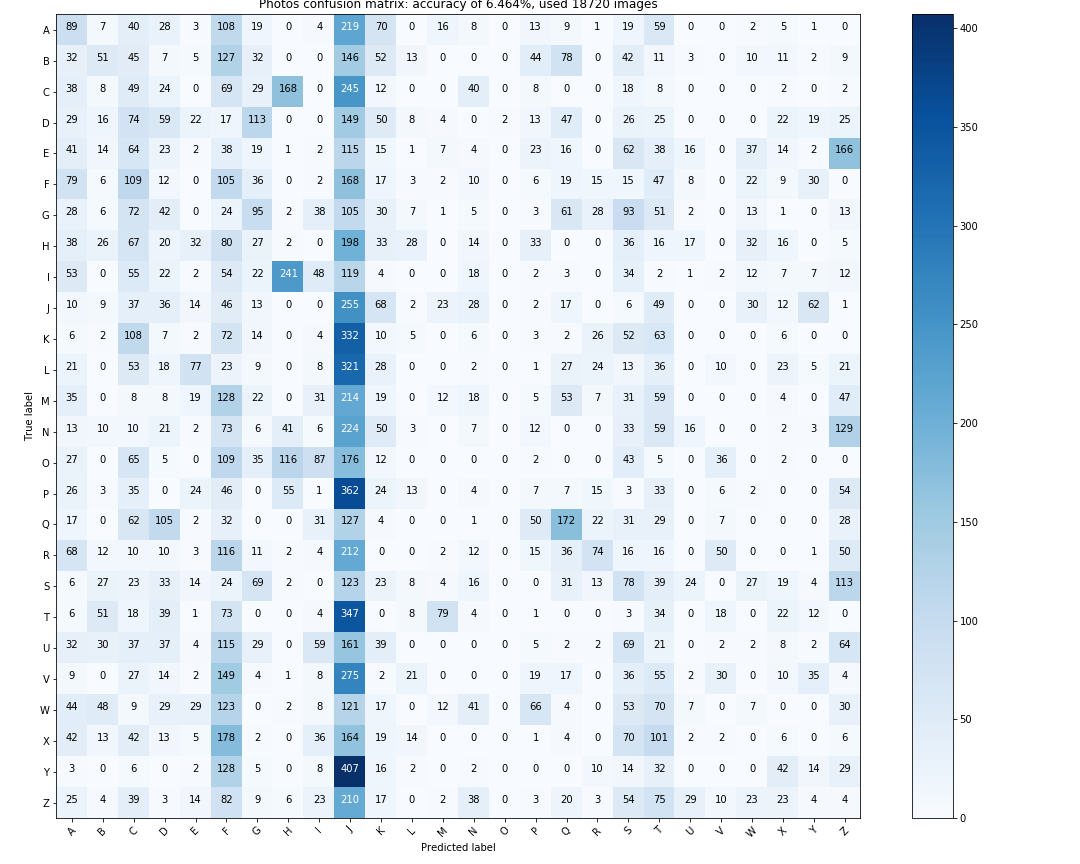 Photos confusion matrix: accuracy of 6.464%, used 18720 images
A 89 7 40 28 3 108 19 0 4 219 70 0 16 8 0 13 9 1 19 59 0 0 2 5 1 0
B 32 51 45 7 5 127 32 0 0 146 52 13 0 0 0 44 78 0 42 11 3 0 10 11 2 9
C 38 8 49 24 0 69 29 168 0 245 12 0 0 40 0 8 0 0 18 8 0 0 0 2 0 2
D 29 16 74 59 22 17 113 0 0 149 50 8 4 0 2 13 47 0 26 25 0 0 0 22 19 25
E 41 14 64 23 2 38 19 1 2 115 15 1 7 4 0 23 16 0 62 38 16 0 37 14 2 166
F 79 6 109 12 0 105 36 0 2 168 17 3 2 10 0 6 19 15 15 47 8 0 22 9 30 0
G 28 6 72 42 0 24 95 2 38 105 30 7 1 5 0 3 61 28 93 51 2 0 13 1 0 13
H 38 26 67 20 32 80 27 2 0 198 33 28 0 14 0 33 0 0 36 16 17 0 32 16 0 5
I 53 0 55 22 2 54 22 241 48 119 4 0 0 18 0 2 3 0 34 2 1 2 12 7 7 12
J 10 9 37 36 14 46 13 0 0 255 68 2 23 28 0 2 17 0 6 49 0 0 30 12 62 1
K 6 2 108 7 2 72 14 0 4 332 10 5 0 6 0 3 2 26 52 63 0 0 0 6 0 0
L 21 0 53 18 77 23 9 0 8 321 28 0 0 2 0 1 27 24 13 36 0 10 0 23 5 21
M 35 0 8 8 19 128 22 0 31 214 19 0 12 18 0 5 53 7 31 59 0 0 0 4 0 47
N 13 10 10 21 2 73 6 41 6 224 50 3 0 7 0 12 0 0 33 59 16 0 0 2 3 129
O 27 0 65 5 0 109 35 116 87 176 12 0 0 0 0 2 0 0 43 5 0 36 0 2 0 0
P 26 3 35 0 24 46 0 55 1 362 24 13 0 4 0 7 7 15 3 33 0 6 2 0 0 54
Q 17 0 62 105 2 32 0 0 31 127 4 0 0 1 0 50 172 22 31 29 0 7 0 0 0 28
R 68 12 10 10 3 116 11 2 4 212 0 0 2 12 0 15 36 74 16 16 0 50 0 0 1 50
S 6 27 23 33 14 24 69 2 0 123 23 8 4 16 0 0 31 13 78 39 24 0 27 19 4 113
T 6 51 18 39 1 73 0 0 4 347 0 8 79 4 0 1 0 0 3 34 0 18 0 22 12 0
U 32 30 37 37 4 115 29 0 59 161 39 0 0 0 0 5 2 2 69 21 0 2 2 8 2 64
V 9 0 27 14 2 149 4 1 8 275 2 21 0 0 0 19 17 0 36 55 2 30 0 10 35 4
W 44 48 9 29 29 123 0 2 8 121 17 0 12 41 0 66 4 0 53 70 7 0 7 0 0 30
X 42 13 42 13 5 178 2 0 36 164 19 14 0 0 0 1 4 0 70 101 2 2 0 6 0 6
Y 3 0 6 0 2 128 5 0 8 407 16 2 0 2 0 0 0 10 14 32 0 0 0 42 14 29
Z 25 4 39 3 14 82 9 6 23 210 17 0 2 38 0 3 20 3 54 75 29 10 23 23 4 4
A B C D E F G H I J K L M N O P Q R S T U V W X Y Z
Predicted label
True label
400
350
300
250
200
150
100
50
0